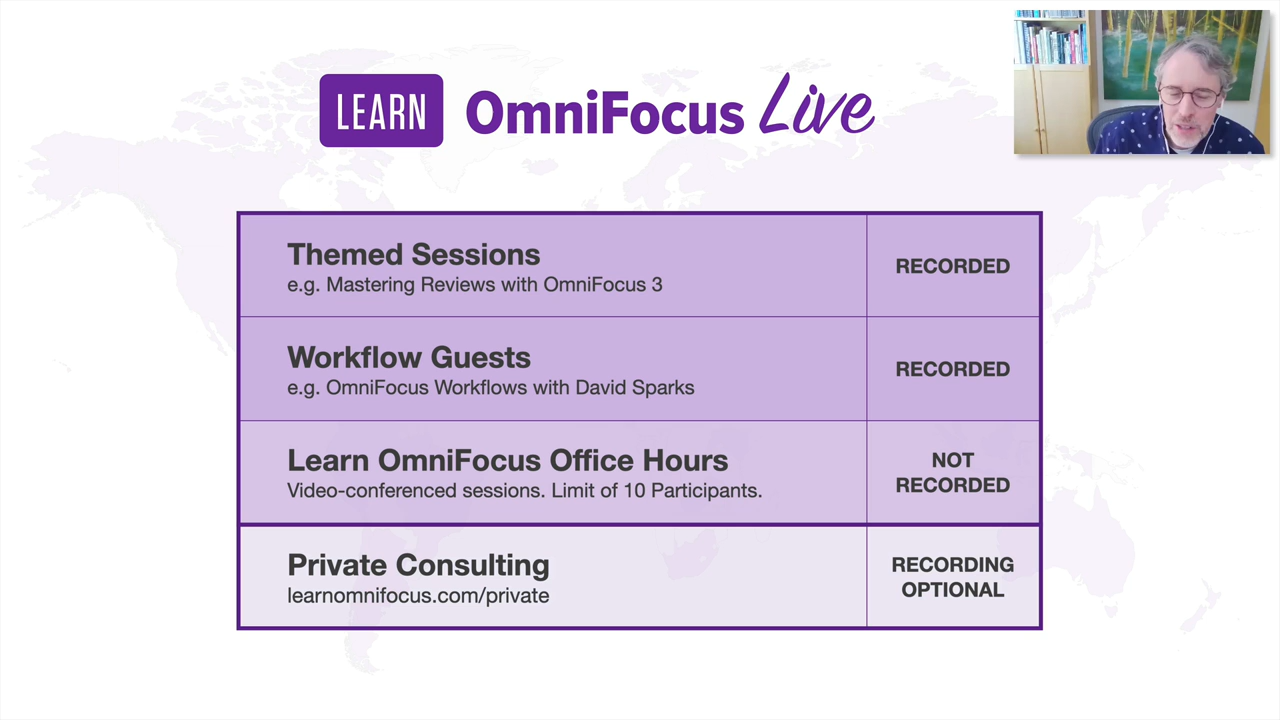 LEARN OmniFocus Live
Themed Sessions
e.g. Mastering Reviews with OmniFocus 3
RECORDED
Workflow Guests
e.g. OmniFocus Workflows with David Sparks
RECORDED
Learn OmniFocus Office Hours
Video-conferenced sessions. Limit of 10 Participants.
NOT
RECORDED
Private Consulting
learnomnifocus.com/private
RECORDING
OPTIONAL